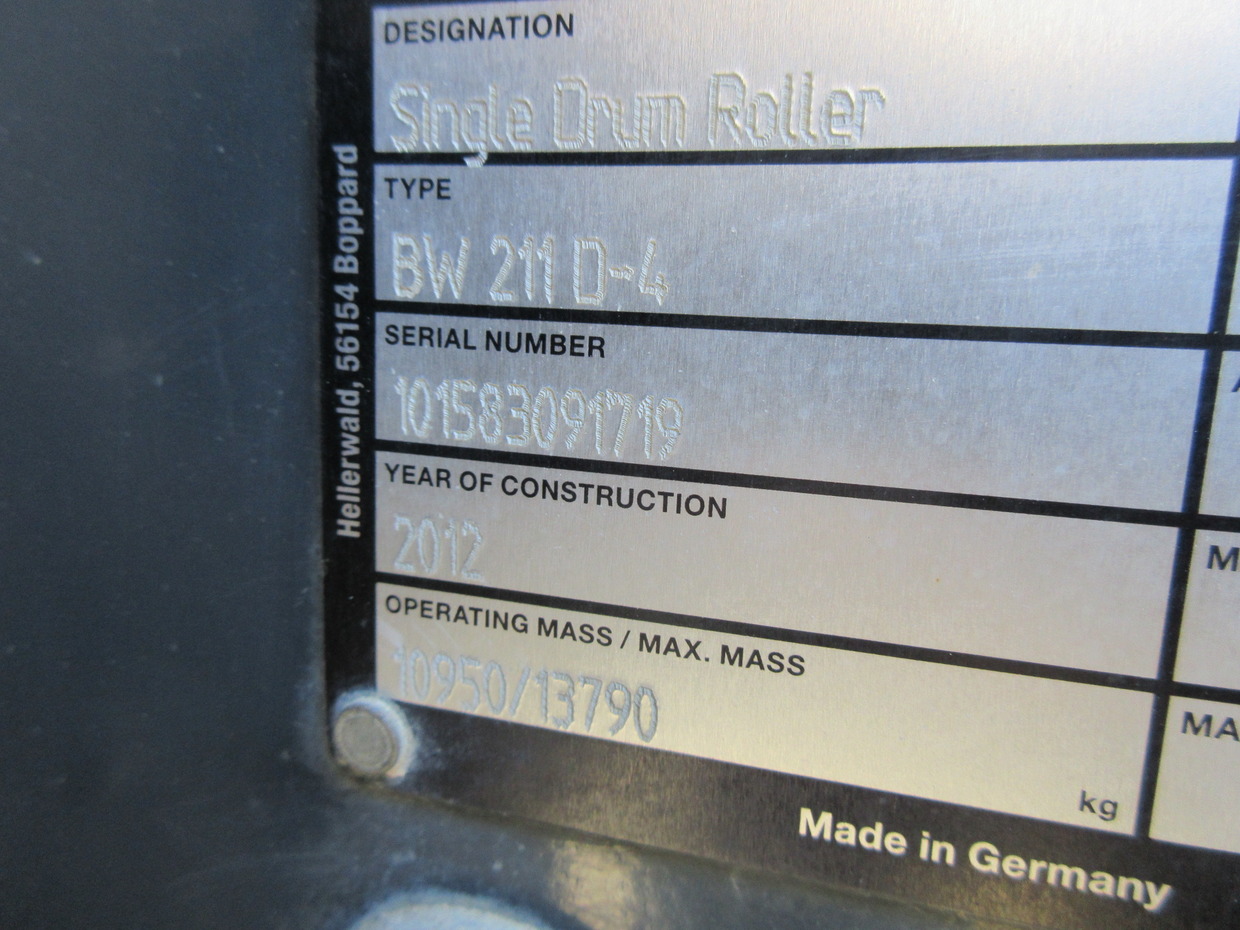 DESIGNATION
Single Drum Roller
TYPE
BW 211 D-4
SERIAL NUMBER
101583091719
YEAR OF CONSTRUCTION
2012
OPERATING MASS / MAX. MASS
10950/13790
kg
Made in Germany
Hellerwald, 56154 Boppard